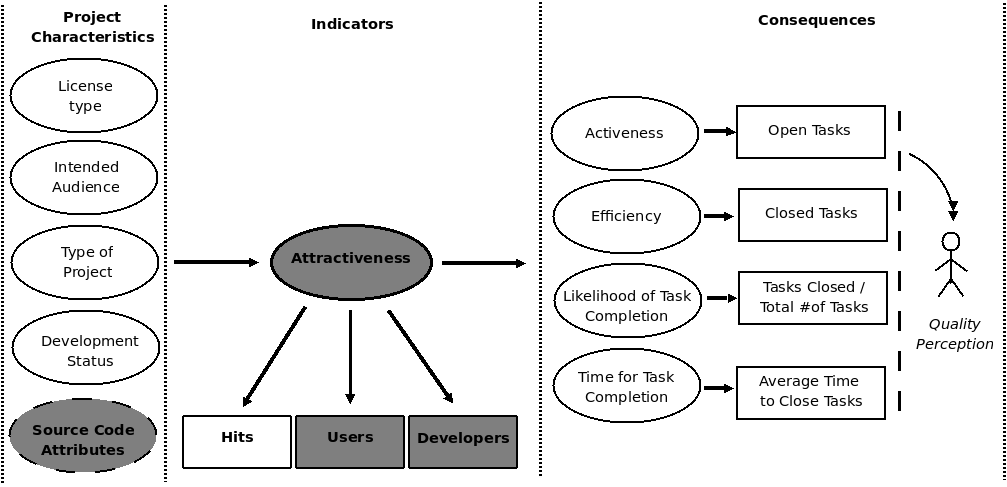 Project
Characteristics
License
type
Intended
Audience
Type of
Project
Development
Status
Source Code
Attributes
Indicators
Attractiveness
Hits
Users
Developers
Consequences
Activeness
Open Tasks
Efficiency
Closed Tasks
Likelihood of Task
Completion
Tasks Closed /
Total #of Tasks
Time for Task
Completion
Average Time
to Close Tasks
Quality
Perception